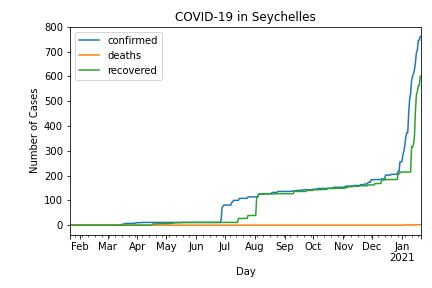 COVID-19 in Seychelles
confirmed
deaths
recovered
Number of Cases
800
700
600
500
400
300
200
100
0
Feb Mar Apr May Jun Jul Aug Sep Oct Nov Dec Jan
2021
Day